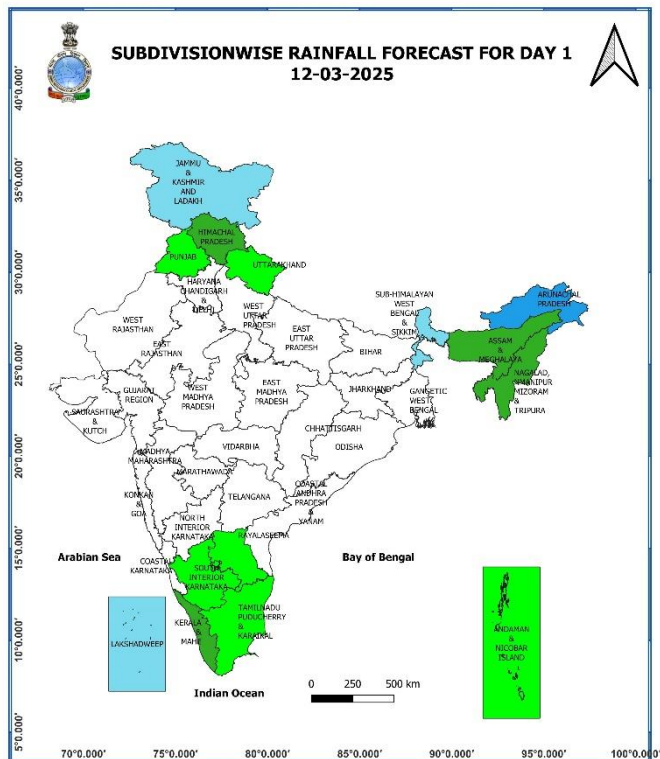 SUBDIVISIONWISE RAINFALL FORECAST FOR DAY 1
12-03-2025
40°0.000'
35°0.000'
30°0.000'
25°0.000'
20°0.000'
15°0.000'
10°0.000'
5°0.000'
JAMMU
&
KASHMIR
AND
LADAKH
HIMACHAL
PRADESH
PUNJAB
UTTARAKHAND
HARYANA
CHANDIGARH
&
DELHI
WEST
UTTAR
PRADESH
WEST
RAJASTHAN
EAST
RAJASTHAN
EAST
UTTAR
PRADESH
SUB-HIMALAYAN
WEST
BENGAL
&
SIKKIM
ARUNACHAL
PRADESH
ASSAM
&
MEGHALAYA
NAGALAD,
MANIPUR
MIZORAM
&
TRIPURA
BIHAR
JHARKHAND
GANGETIC
WEST
BENGAL
GUJARAT
REGION
SAURASHTRA
&
KUTCH
WEST
MADHYA
PRADESH
EAST
MADHYA
PRADESH
CHHATTISGARH
ODISHA
VIDARBHA
MADHYA
MAHARASHTRA
MARATHAWADA
KONKAN
&
GOA
TELANGANA
COASTAL
ANDHRA
PRADESH
&
YANAM
NORTH
INTERIOR
KARNATAKA
RAYALASEEMA
COASTAL
KARNATAKA
SOUTH
INTERIOR
KARNATAKA
Arabian Sea
Bay of Bengal
LAKSHADWEEP
KERALA
&
MAHE
TAMILNADU
PUDUCHERRY
&
KARAIKAL
ANDAMAN
&
NICOBAR
ISLAND
Indian Ocean
0 250 500 km
70°0.000' 75°0.000' 80°0.000' 85°0.000' 90°0.000' 95°0.000' 100°0.000'